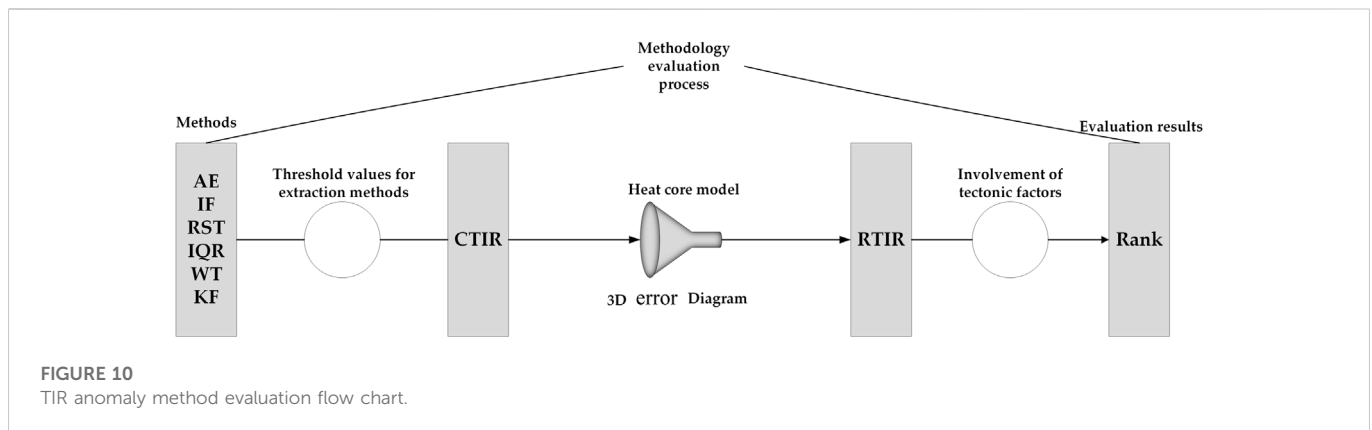 Methodology
evaluation
process
Methods
Evaluation results
AE
IF
RST
IQR
WT
KF
Threshold values for
extraction methods
CTIR
Heat core model
3D error Diagram
RTIR
Involvement of
tectonic factors
Rank
FIGURE 10
TIR anomaly method evaluation flow chart.